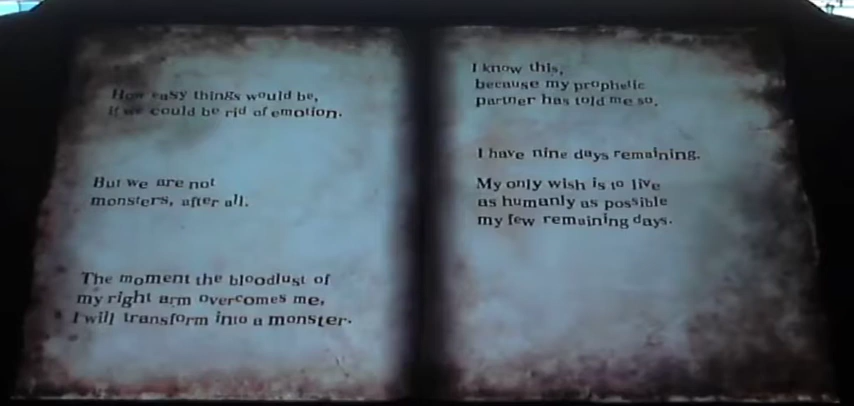 How easy things would be,
if we could be rid of emotion.
But we are not
monsters, after all.
The moment the bloodlust of
my right arm overcomes me,
I will transform into a monster.
I know this,
because my prophetic
partner has told me so.
I have nine days remaining.
My only wish is to live
as humanly as possible
my few remaining days.